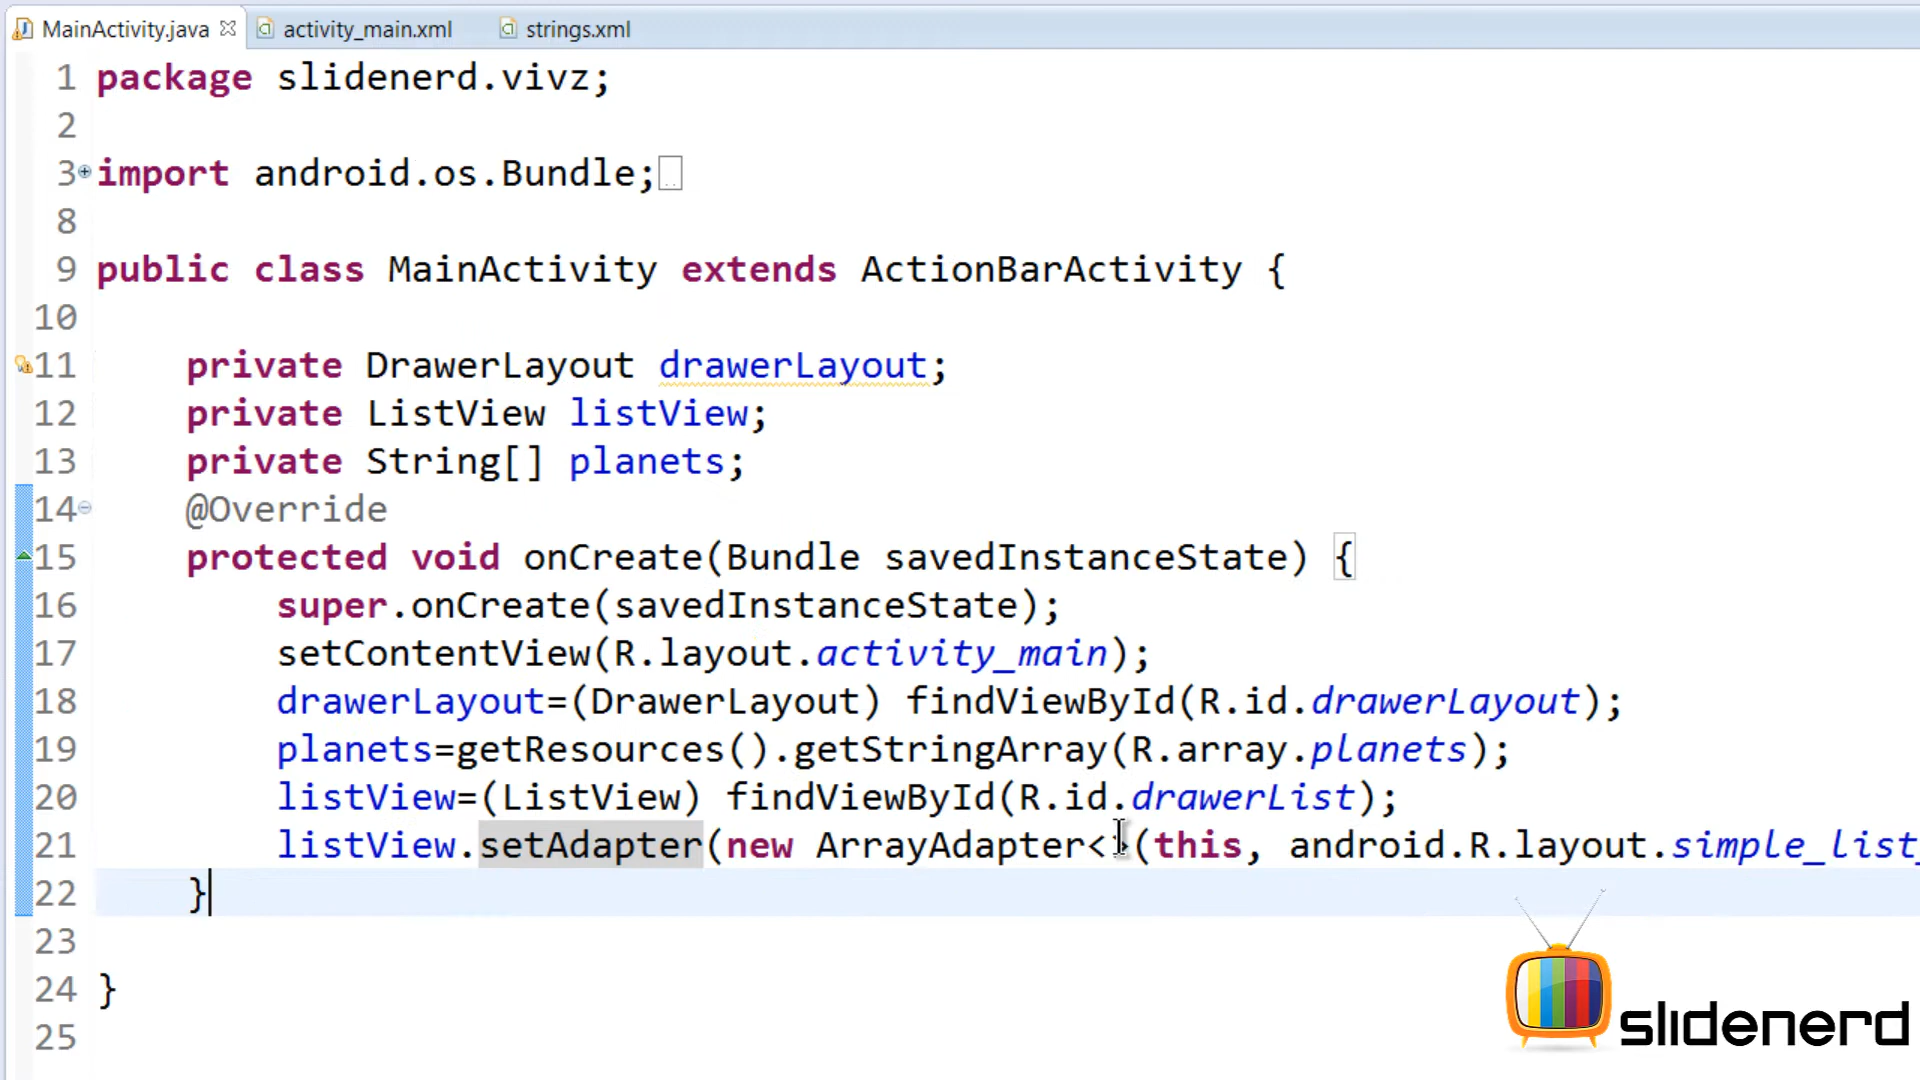 MainActivity.java activity_main.xml strings.xml
1 package slidenerd.vivz;
2
3 import android.os.Bundle;
8
9 public class MainActivity extends ActionBarActivity {
10
11 private DrawerLayout drawerLayout;
12 private ListView listView;
13 private String[] planets;
14 @Override
15 protected void onCreate(Bundle savedInstanceState) {
16 super.onCreate(savedInstanceState);
17 setContentView(R.layout.activity_main);
18 drawerLayout=(DrawerLayout) findViewById(R.id.drawerLayout);
19 planets=getResources().getStringArray(R.array.planets);
20 listView=(ListView) findViewById(R.id.drawerList);
21 listView.setAdapter(new ArrayAdapter<>(this, android.R.layout.simple_list_
22 }
23
24 }
25
slidenerd